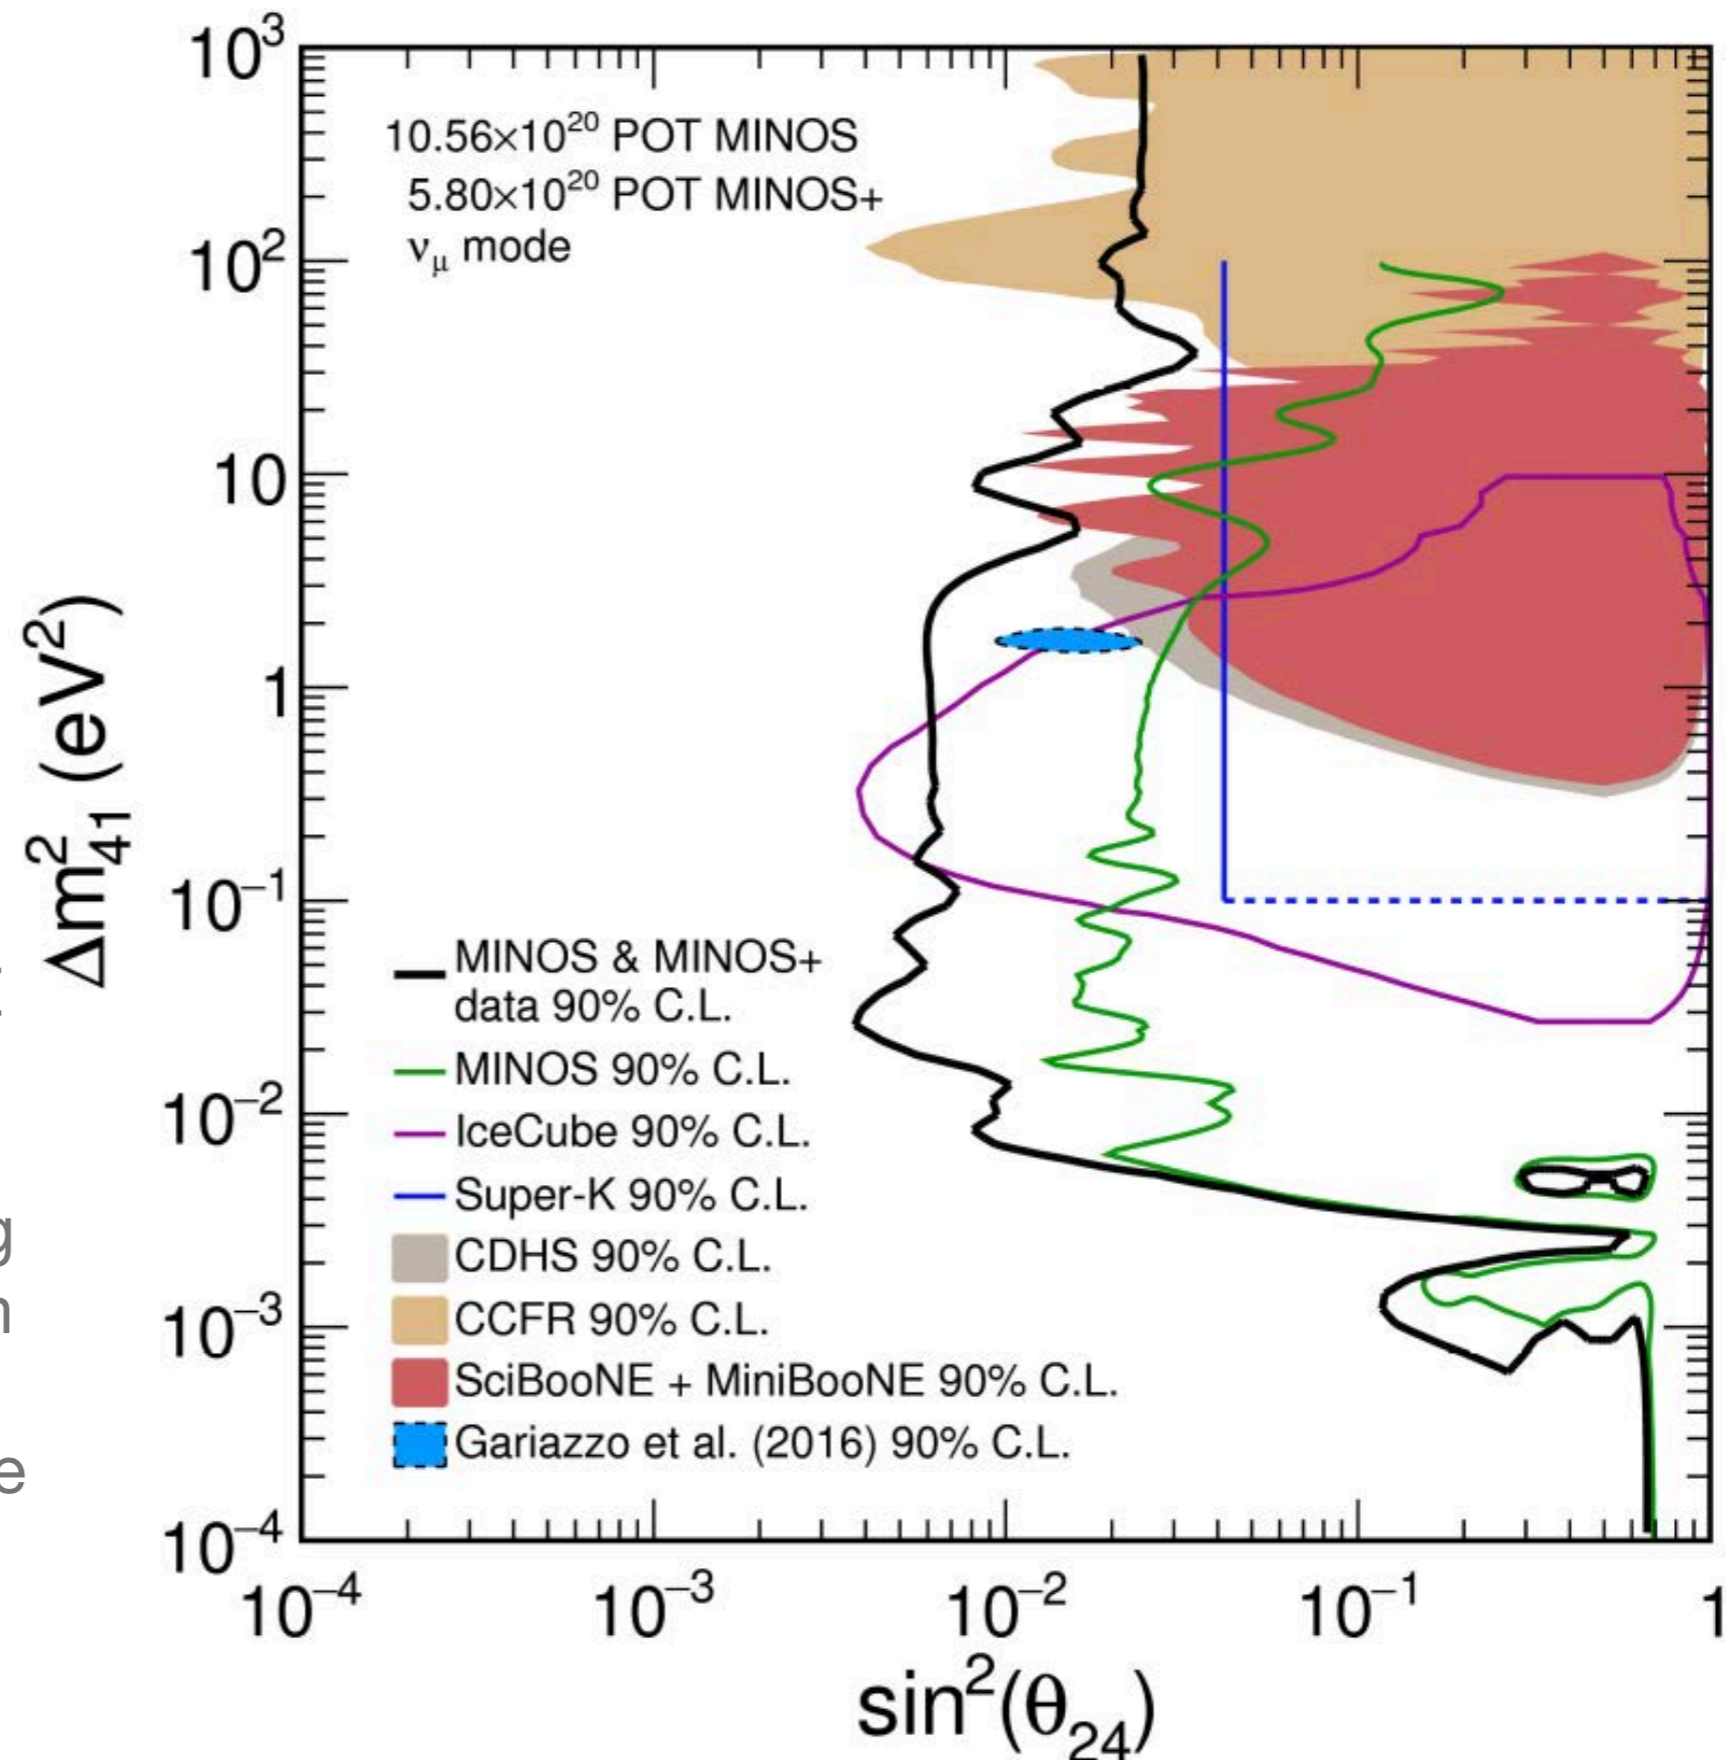 10³
10.56×10²⁰ POT MINOS
5.80×10²⁰ POT MINOS+
νμ mode
10²
10
1
10⁻¹
10⁻²
10⁻³
10⁻⁴
Δm²₄₁ (eV²)
MINOS & MINOS+
data 90% C.L.
MINOS 90% C.L.
IceCube 90% C.L.
Super-K 90% C.L.
CDHS 90% C.L.
CCFR 90% C.L.
SciBooNE + MiniBooNE 90% C.L.
Gariazzo et al. (2016) 90% C.L.
10⁻⁴ 10⁻³ 10⁻² 10⁻¹ 1
sin²(θ₂₄)